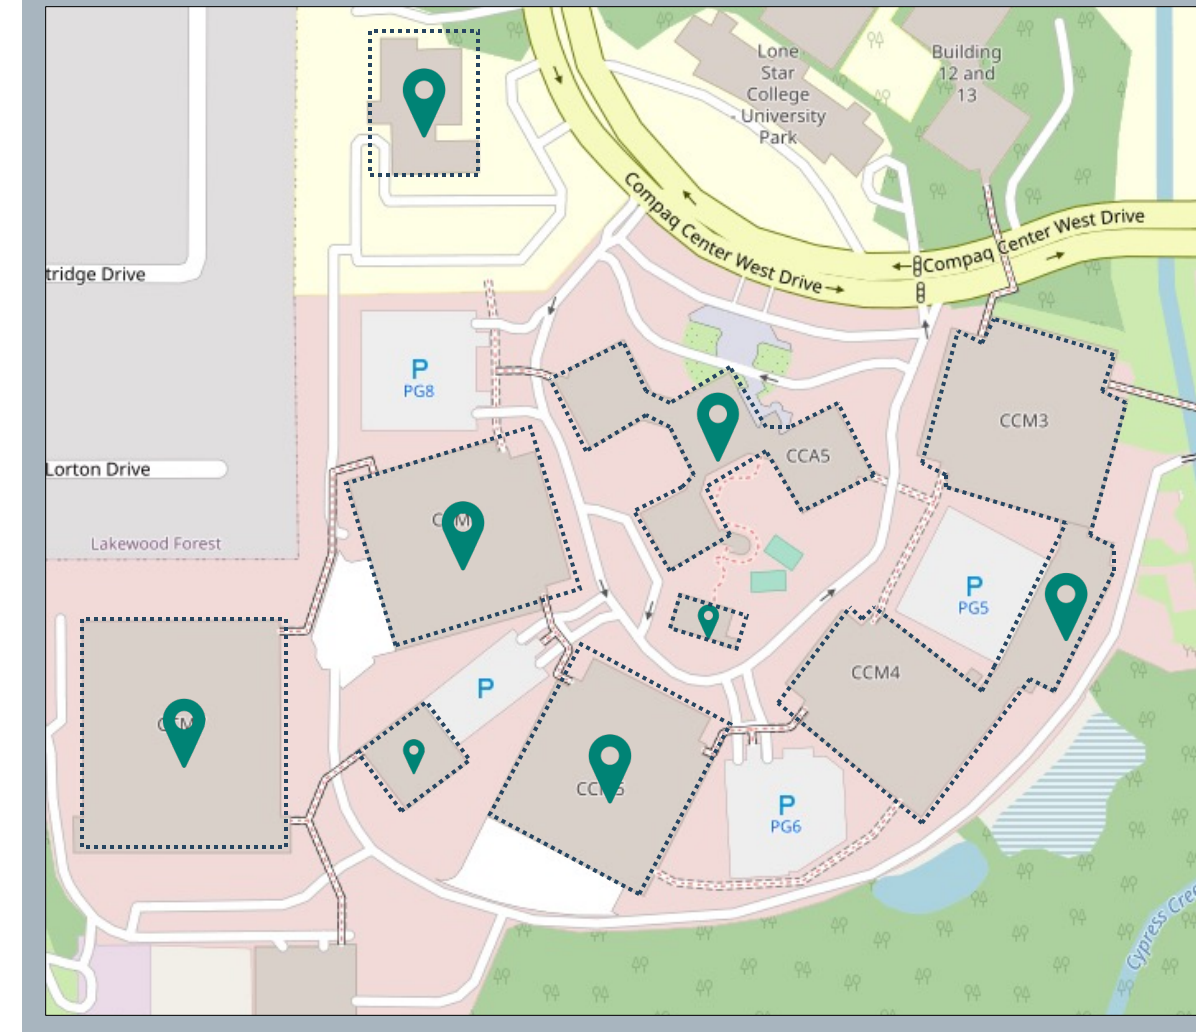 Lone
Star
College
- University
Park
Building
12 and
13
Compaq Center West Drive
Compaq Center West Drive
tridge Drive
P
PG8
CCM3
CCA5
Lorton Drive
Lakewood Forest
P
PG5
CCM4
P
P
PG6
Cypress Cree